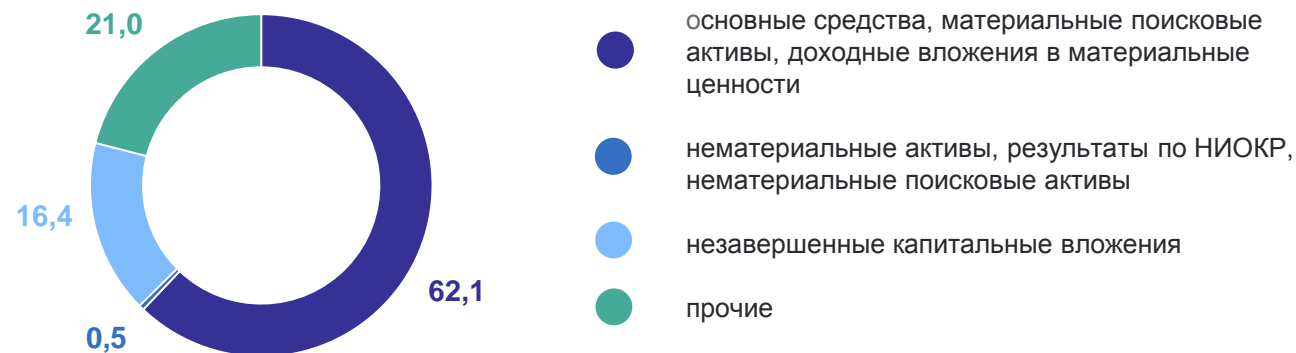 21,0
16,4
0,5
62,1
основные средства, материальные поисковые
активы, доходные вложения в материальные
ценности
нематериальные активы, результаты по НИОКР,
нематериальные поисковые активы
незавершенные капитальные вложения
прочие